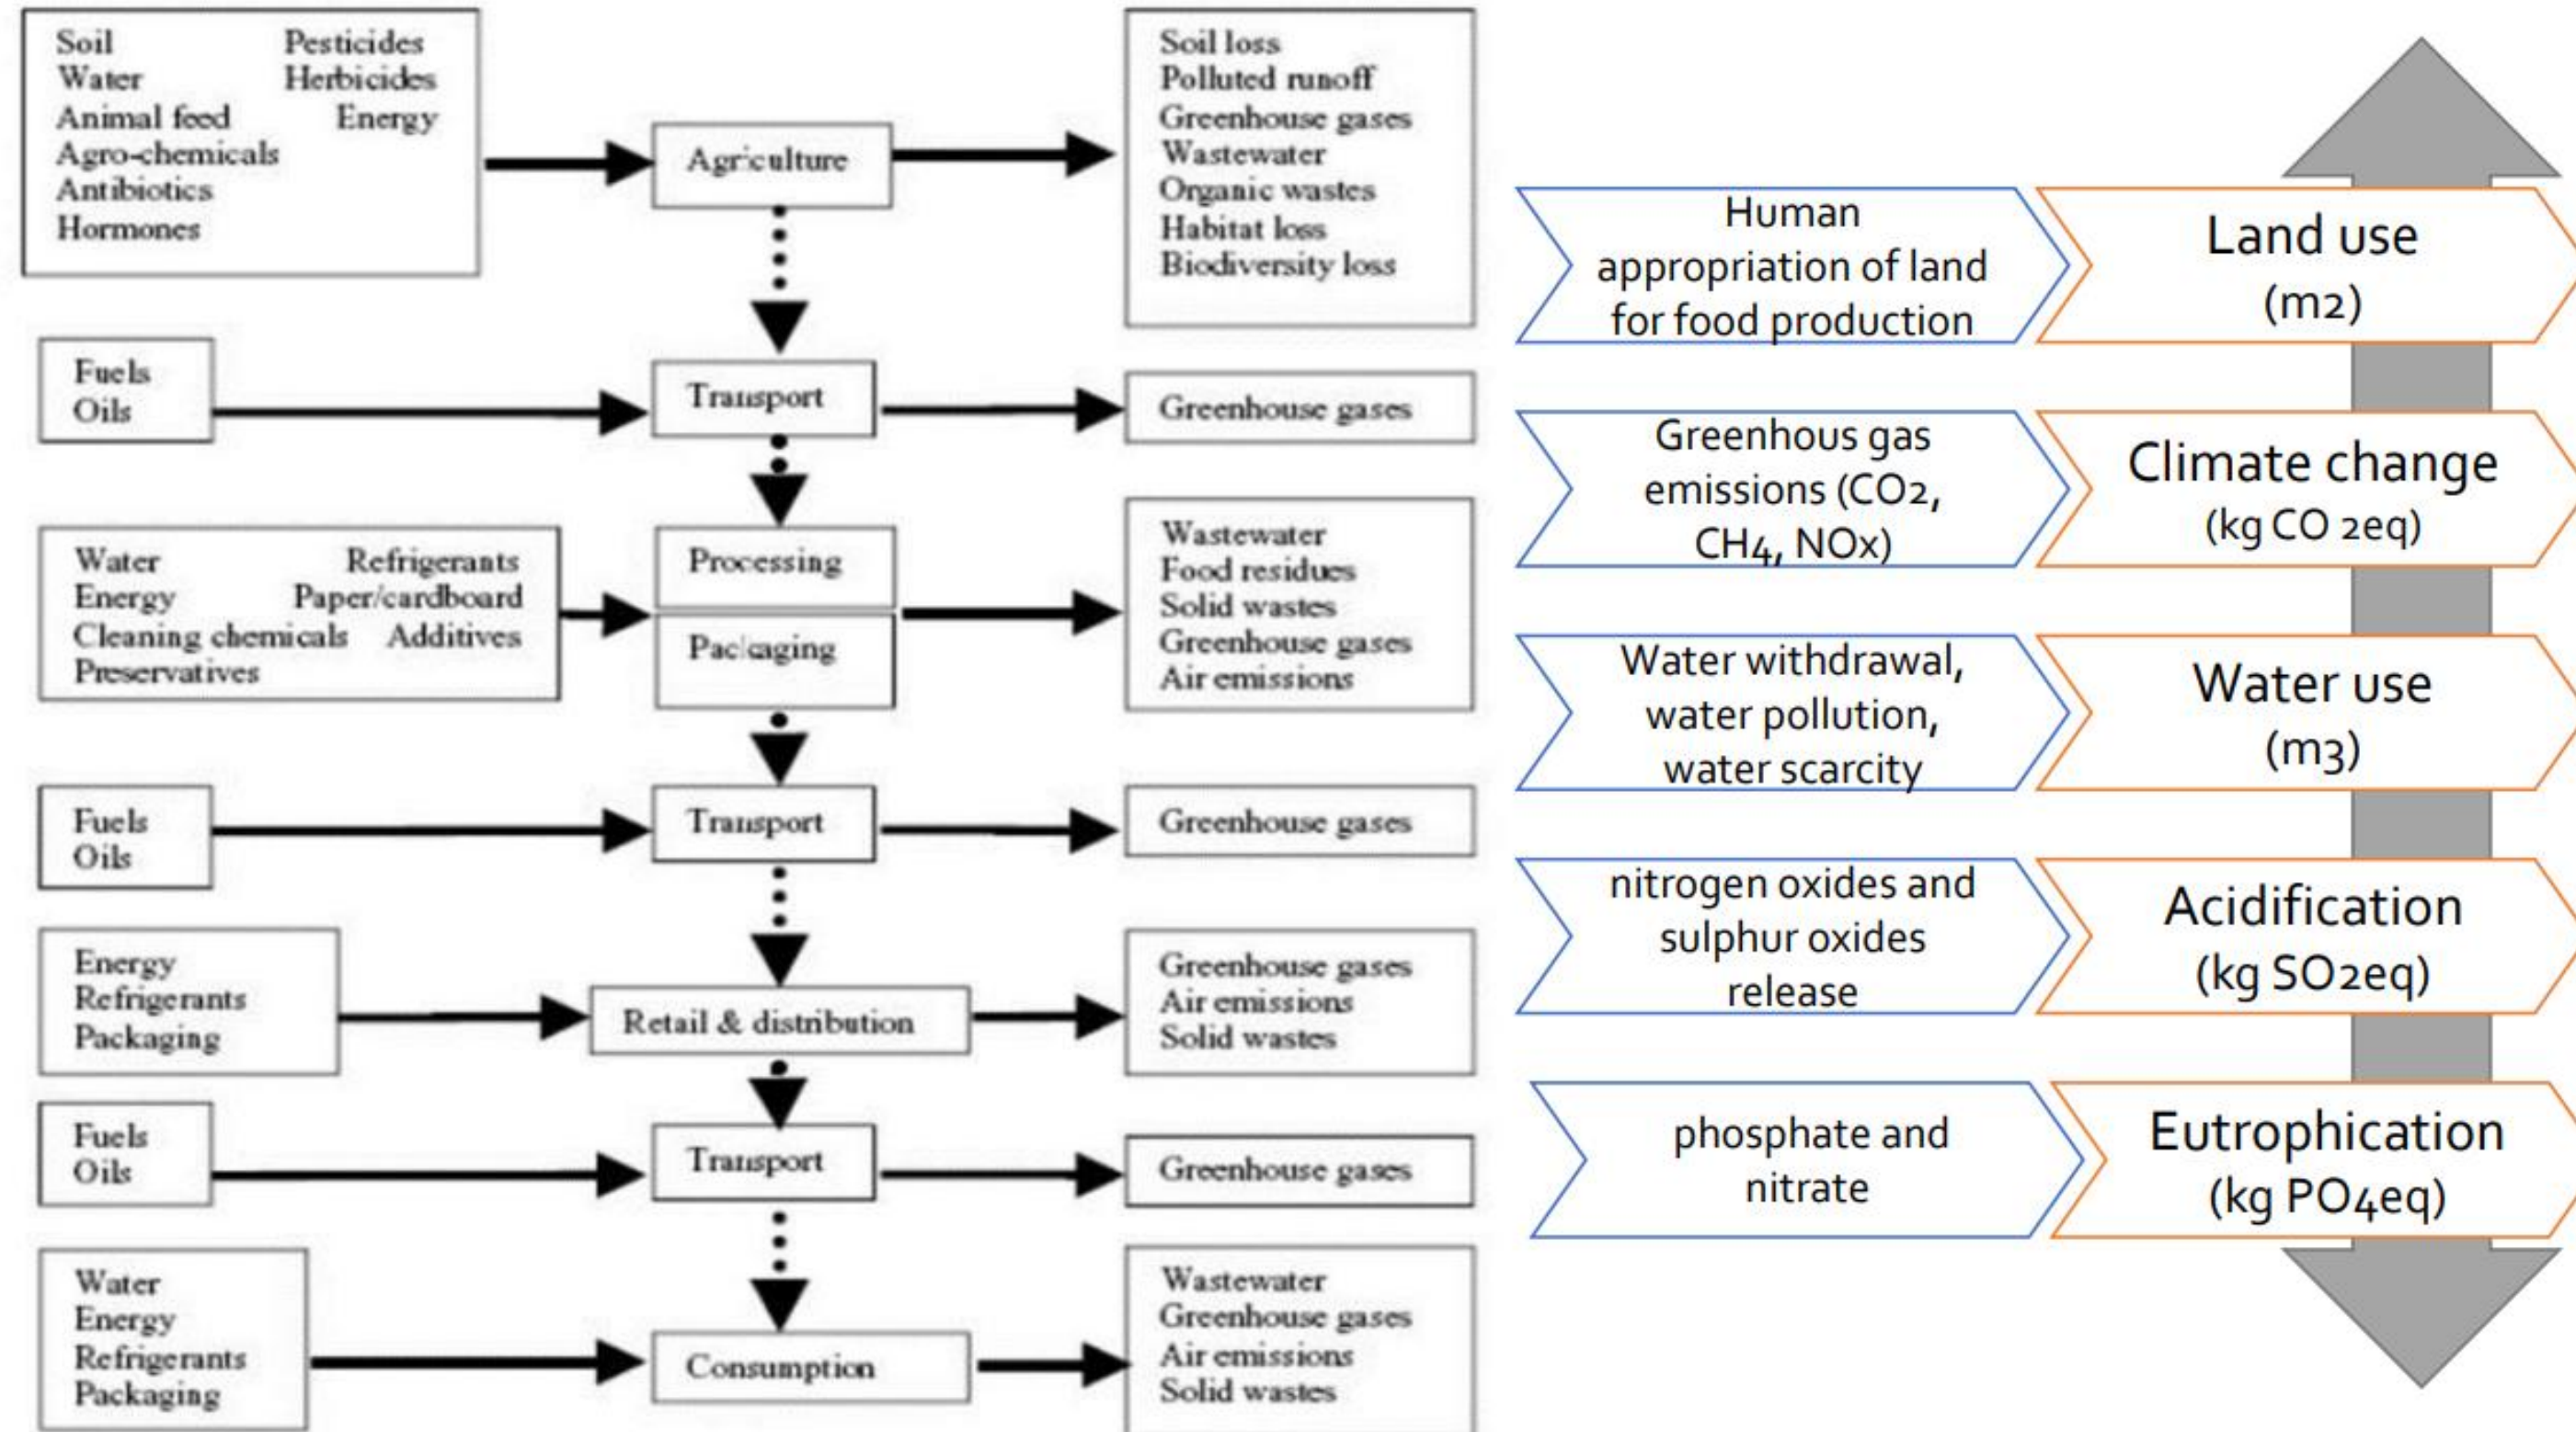 Soil Pesticides
Water Herbicides
Animal feed Energy
Agro-chemicals
Antibiotics
Hormones
Agriculture
Soil loss
Polluted runoff
Greenhouse gases
Wastewater
Organic wastes
Habitat loss
Biodiversity loss
Fuels
Oils
Transport
Greenhouse gases
Water Refrigerants
Energy Paper/cardboard
Cleaning chemicals Additives
Preservatives
Processing
Packaging
Wastewater
Food residues
Solid wastes
Greenhouse gases
Air emissions
Fuels
Oils
Transport
Greenhouse gases
Energy
Refrigerants
Packaging
Retail & distribution
Greenhouse gases
Air emissions
Solid wastes
Fuels
Oils
Transport
Greenhouse gases
Water
Energy
Refrigerants
Packaging
Consumption
Wastewater
Greenhouse gases
Air emissions
Solid wastes
Human
appropriation of land
for food production
Land use
(m2)
Greenhous gas
emissions (CO2,
CH4, NOx)
Climate change
(kg CO 2eq)
Water withdrawal,
water pollution,
water scarcity
Water use
(m3)
nitrogen oxides and
sulphur oxides
release
Acidification
(kg SO2eq)
phosphate and
nitrate
Eutrophication
(kg PO4eq)